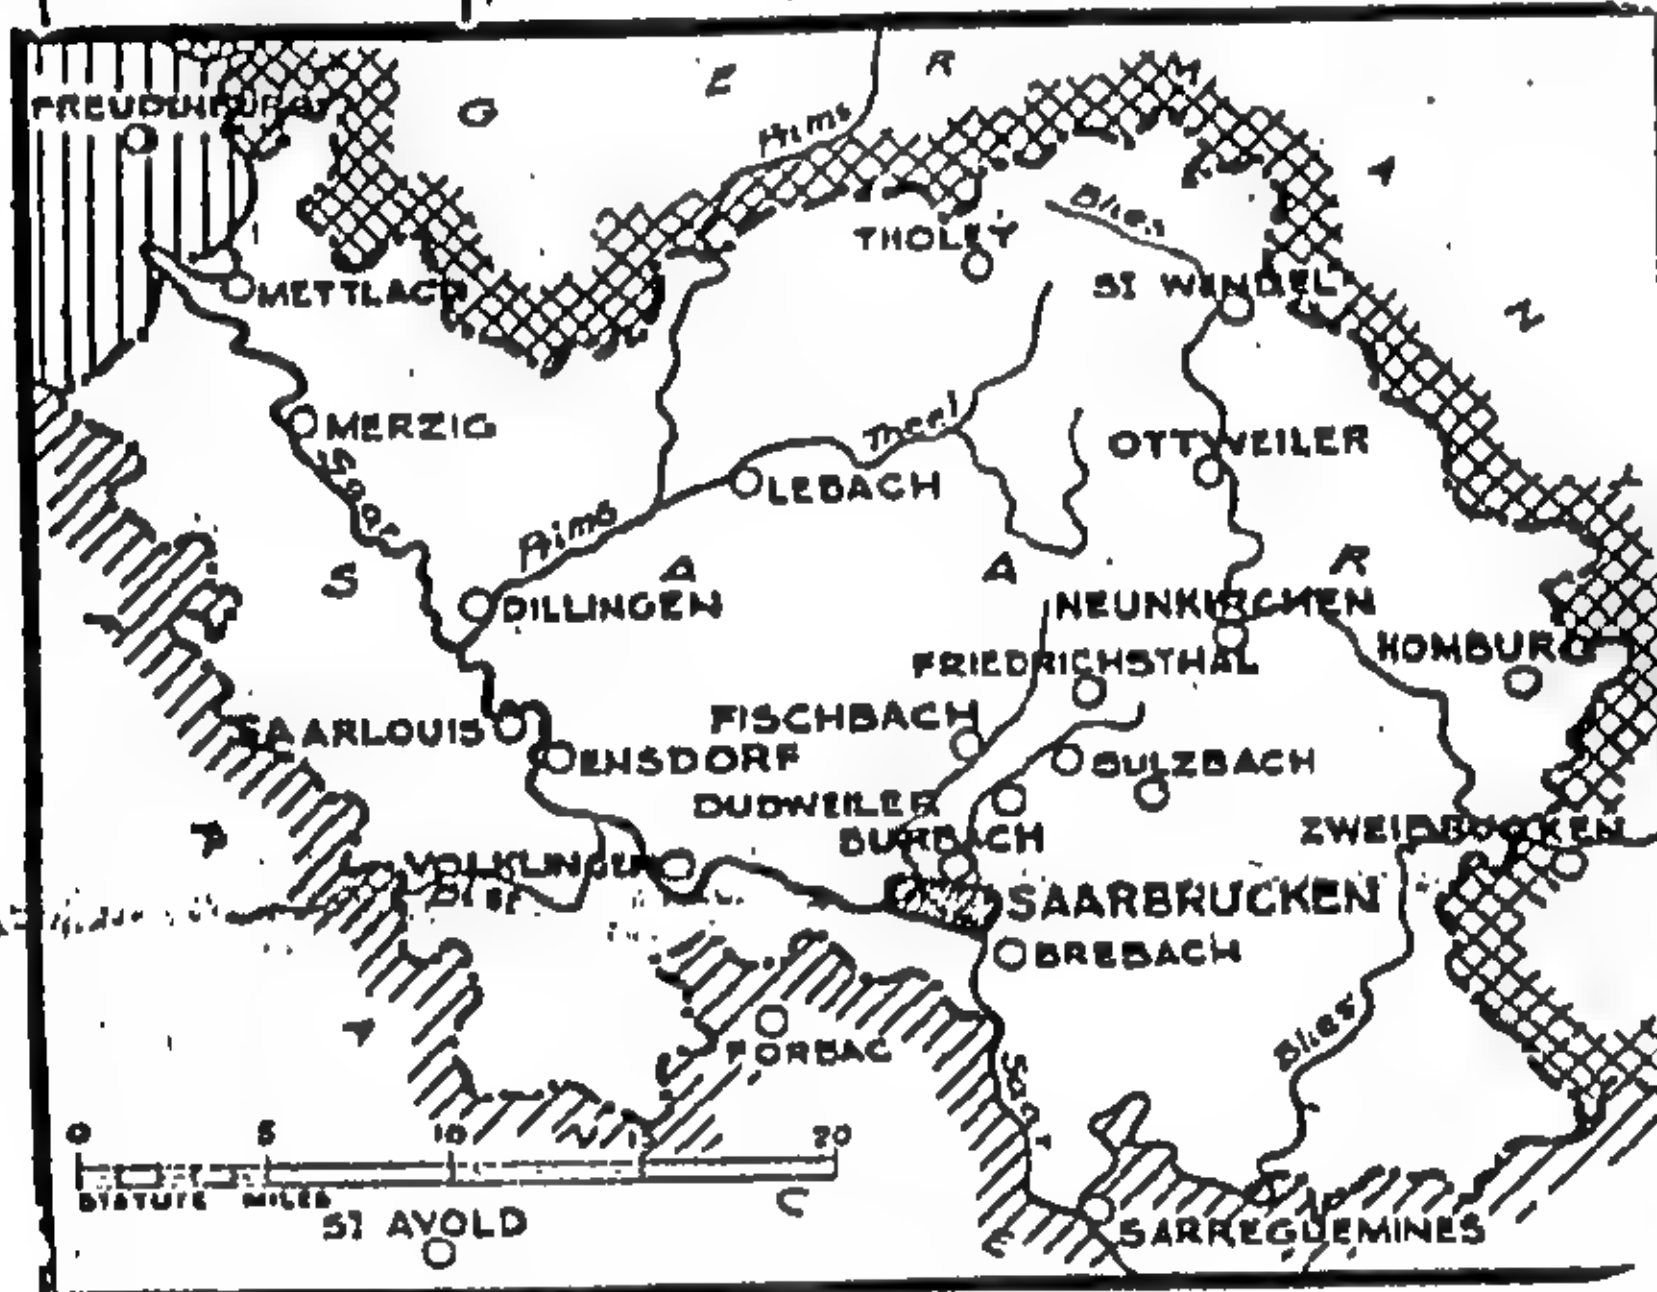 G E R M A N Y
FREUDENBURG
Prims
Blies
THOLEY
ST WENDEL
METTLACH
MERZIG
Saar
Theel
OTTWEILER
LEBACH
Prims
S A A R
DILLINGEN
NEUNKIRCHEN
HOMBURG
FRIEDRICHSTHAL
SAARLOUIS
FISCHBACH
ENSDORF
SULZBACH
DUDWEILER
BURBACH
ZWEIBRUCKEN
VOLKLINGEN
SAARBRUCKEN
BREBACH
FORBAC
Blies
Saar
F R A N C E
0 5 10 15 20
STATUTE MILES
ST AVOLD
SARREGUEMINES